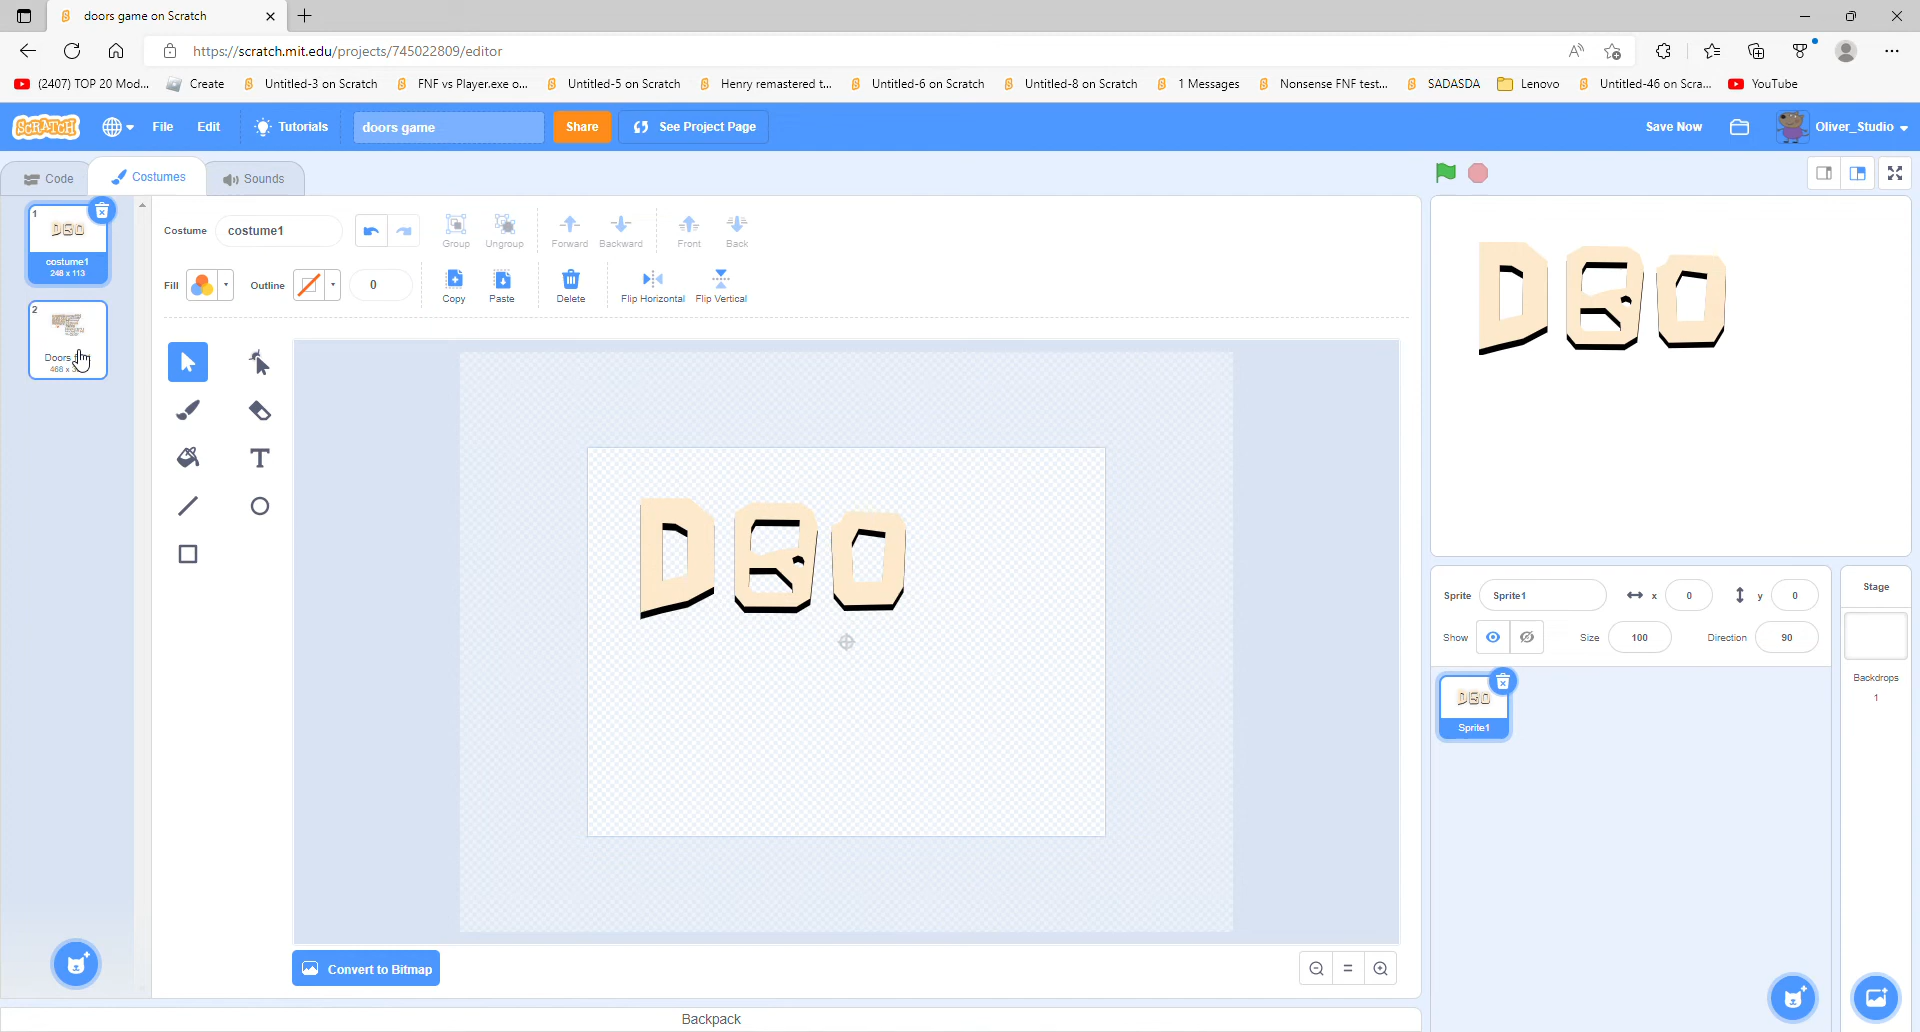 doors game on Scratch
https://scratch.mit.edu/projects/745022809/editor
(2407) TOP 20 Mod... Create Untitled-3 on Scratch FNF vs Player.exe o... Untitled-5 on Scratch Henry remastered t... Untitled-6 on Scratch Untitled-8 on Scratch 1 Messages Nonsense FNF test... SADASDA Lenovo Untitled-46 on Scra... YouTube
SCRATCH File Edit Tutorials doors game Share See Project Page Save Now Oliver_Studio
Code Costumes Sounds
1
costume1
248 x 113
2
Doors
466 x
Costume costume1 Group Ungroup Forward Backward Front Back
Fill Outline 0 Copy Paste Delete Flip Horizontal Flip Vertical
T
Convert to Bitmap
Backpack
Sprite Sprite1 x 0 y 0
Show Size 100 Direction 90
Sprite1
Stage
Backdrops
1